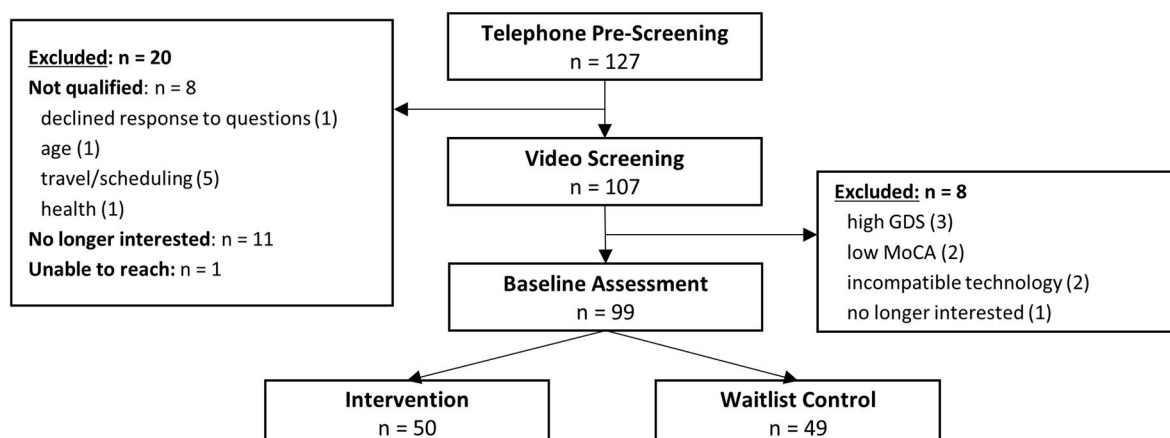 Telephone Pre-Screening
n = 127
Excluded: n = 20
Not qualified: n = 8
declined response to questions (1)
age (1)
travel/scheduling (5)
health (1)
No longer interested: n = 11
Unable to reach: n = 1
Video Screening
n = 107
Excluded: n = 8
high GDS (3)
low MoCA (2)
incompatible technology (2)
no longer interested (1)
Baseline Assessment
n = 99
Intervention
n = 50
Waitlist Control
n = 49